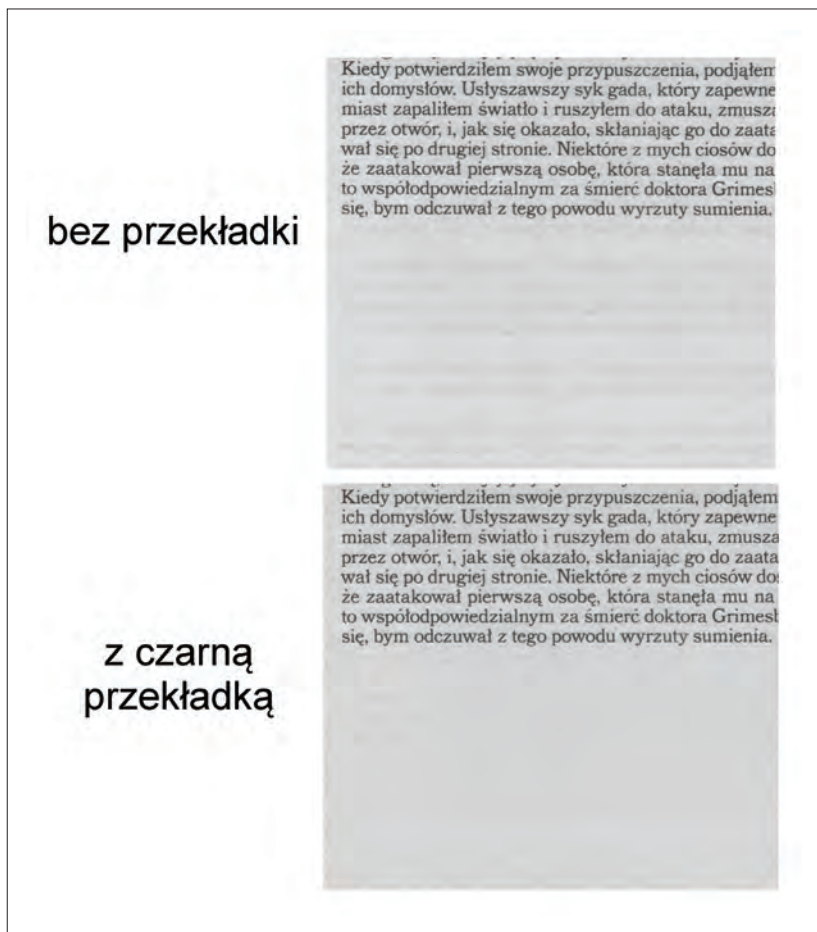 Kiedy potwierdziłem swoje przypuszczenia, podjąłem
ich domysłów. Usłyszawszy syk gada, który zapewne
miast zapaliłem światło i ruszyłem do ataku, zmusza
przez otwór, i, jak się okazało, skłaniając go do zaata
wał się po drugiej stronie. Niektóre z mych ciosów do
że zaatakował pierwszą osobę, która stanęła mu na
to współodpowiedzialnym za śmierć doktora Grimes
się, bym odczuwał z tego powodu wyrzuty sumienia.
bez przekładki
Kiedy potwierdziłem swoje przypuszczenia, podjąłem
ich domysłów. Usłyszawszy syk gada, który zapewne
miast zapaliłem światło i ruszyłem do ataku, zmusza
przez otwór, i, jak się okazało, skłaniając go do zaata
wał się po drugiej stronie. Niektóre z mych ciosów do
że zaatakował pierwszą osobę, która stanęła mu na
to współodpowiedzialnym za śmierć doktora Grimes
się, bym odczuwał z tego powodu wyrzuty sumienia.
z czarną
przekładką